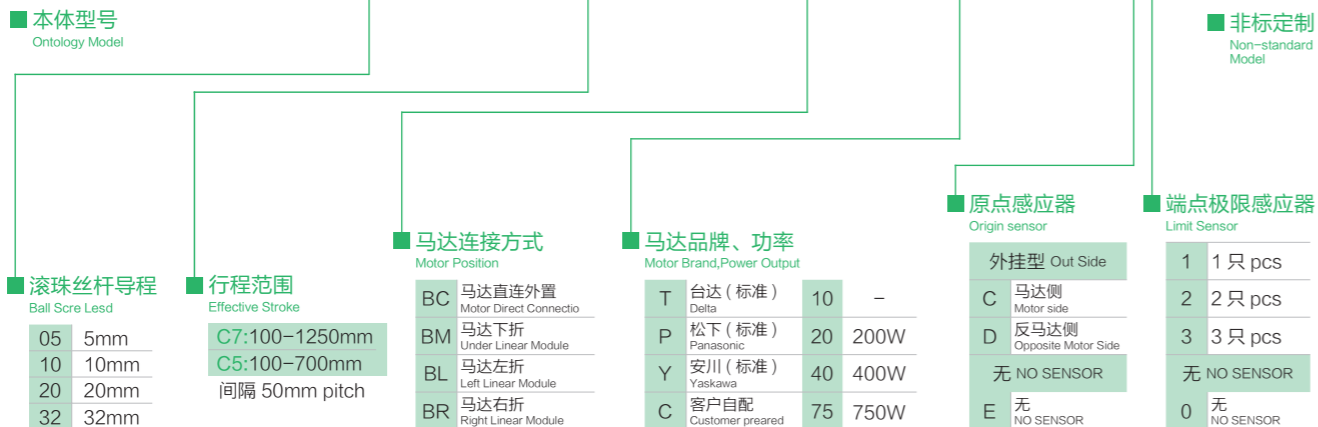 本体型号
Ontology Model
非标定制
Non-standard
Model
滚珠丝杆导程
Ball Scre Lesd
05 5mm
10 10mm
20 20mm
32 32mm
行程范围
Effective Stroke
C7:100-1250mm
C5:100-700mm
间隔 50mm pitch
马达连接方式
Motor Position
BC 马达直连外置
Motor Direct Connectio
BM 马达下折
Under Linear Module
BL 马达左折
Left Linear Module
BR 马达右折
Right Linear Module
马达品牌、功率
Motor Brand,Power Output
T 台达 ( 标准 ) 10 -
Delta
P 松下 ( 标准 ) 20 200W
Panasonic
Y 安川 ( 标准 ) 40 400W
Yaskawa
C 客户自配 75 750W
Customer preared
原点感应器
Origin sensor
外挂型 Out Side
C 马达侧
Motor side
D 反马达侧
Opposite Motor Side
无 NO SENSOR
E 无
NO SENSOR
端点极限感应器
Limit Sensor
1 1 只 pcs
2 2 只 pcs
3 3 只 pcs
无 NO SENSOR
0 无
NO SENSOR